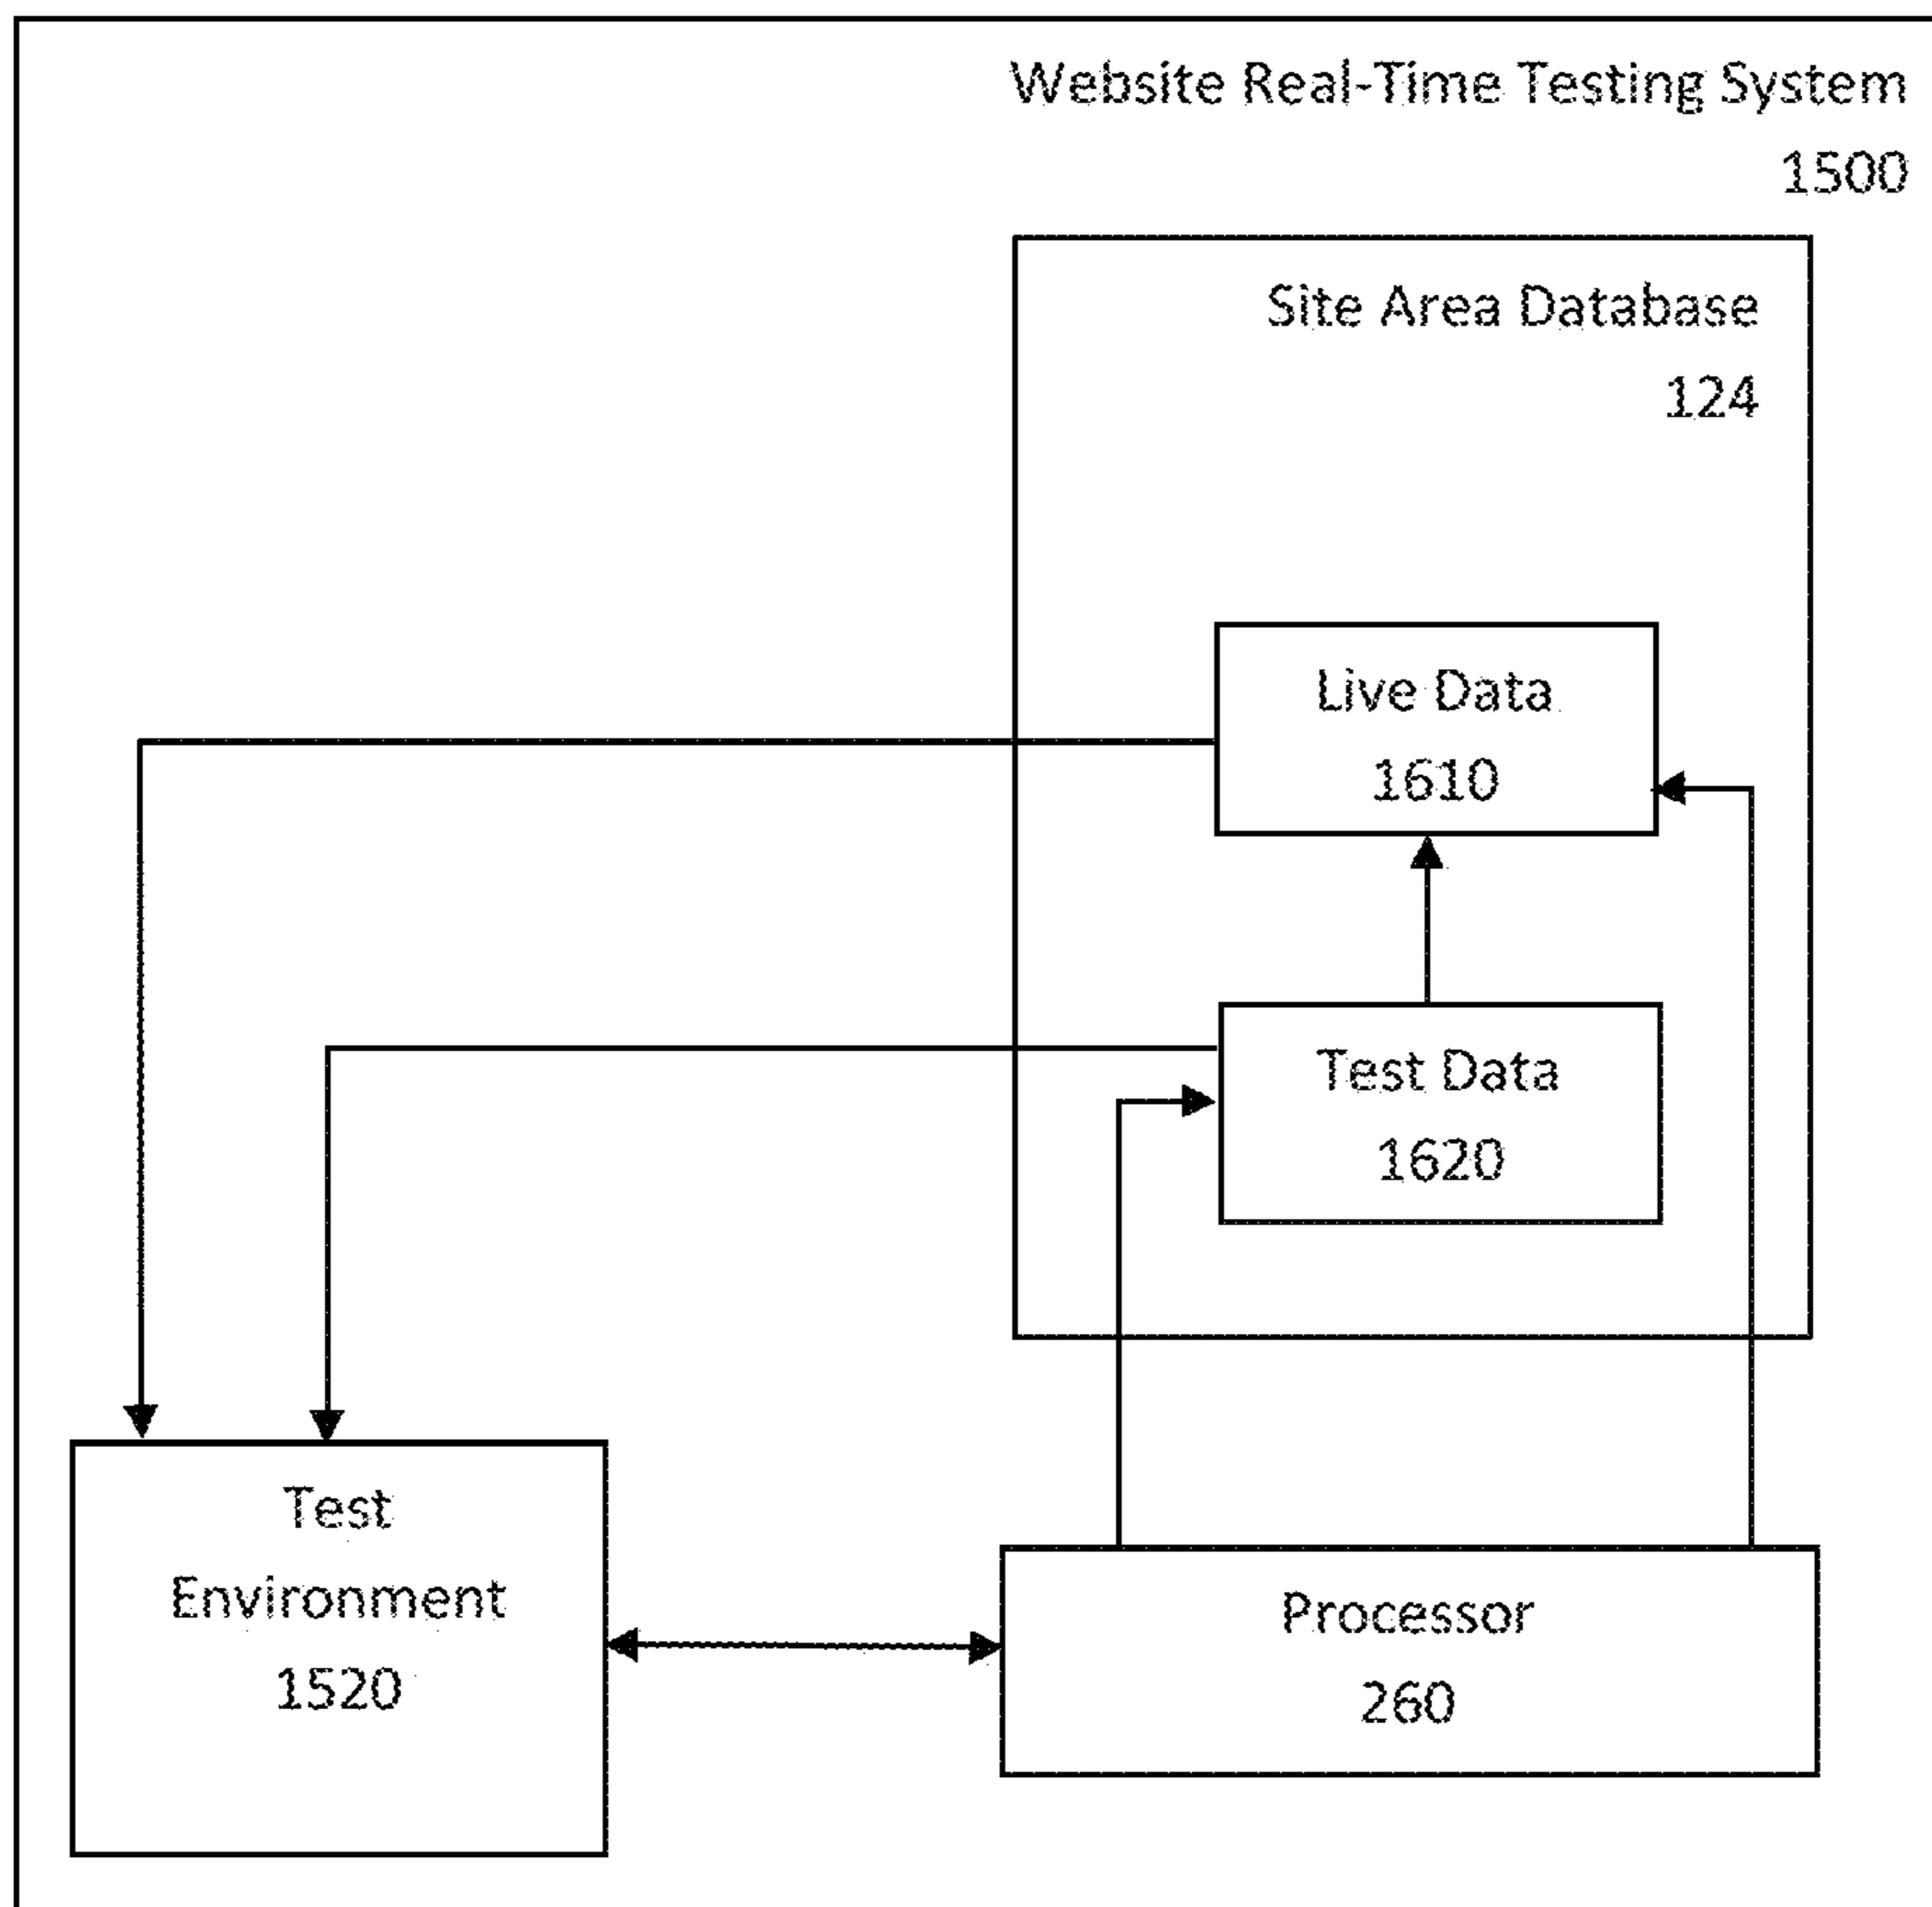 Website Real-Time Testing System
1500
Site Area Database
124
Live Data
1610
Test Data
1620
Test
Environment
1520
Processor
260